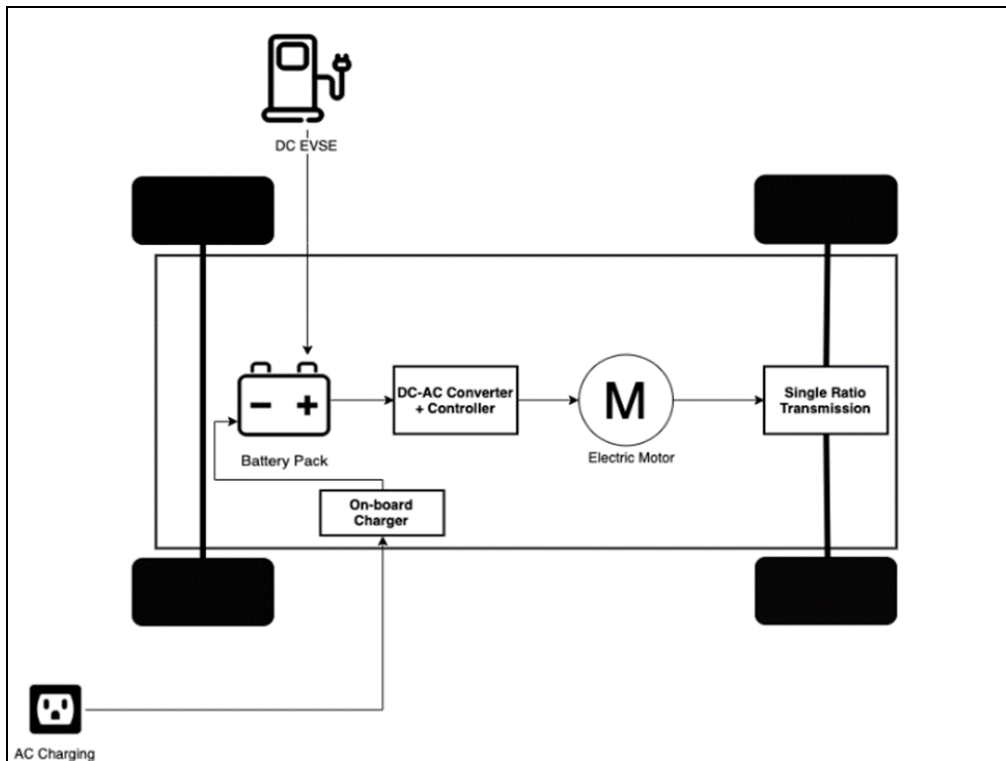 DC EVSE
DC-AC Converter
+ Controller
Single Ratio
Transmission
M
Battery Pack
Electric Motor
On-board
Charger
AC Charging